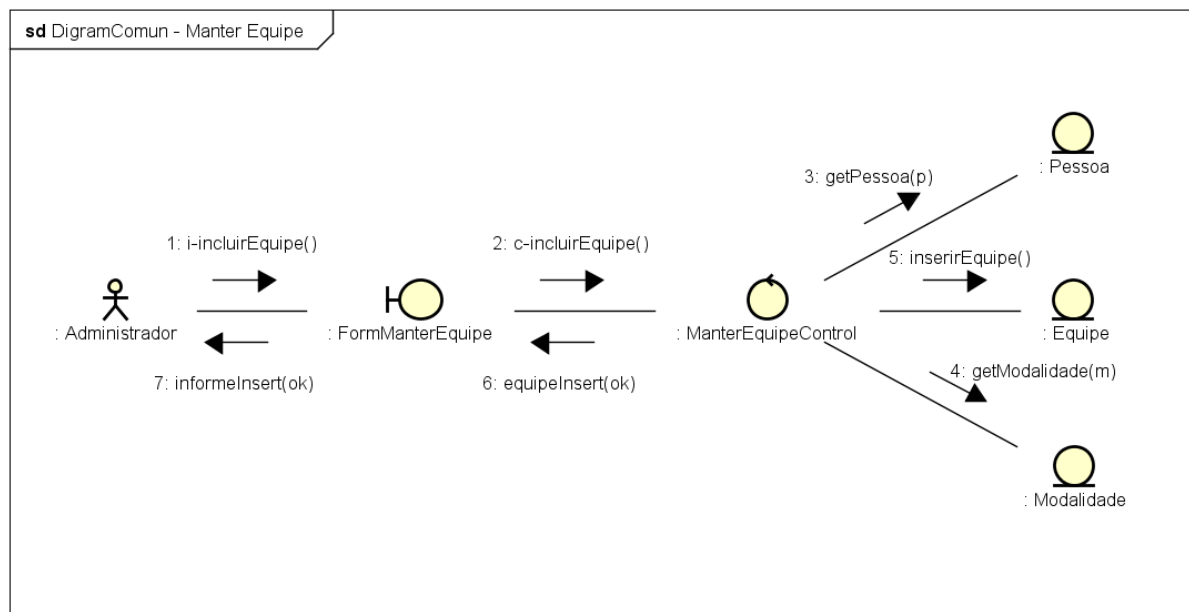 sd DigramComun - Manter Equipe
: Pessoa
3: getPessoa(p)
1: i-incluirEquipe()
2: c-incluirEquipe()
5: inserirEquipe()
: Administrador
: FormManterEquipe
: ManterEquipeControl
: Equipe
7: informeInsert(ok)
6: equipeInsert(ok)
4: getModalidade(m)
: Modalidade